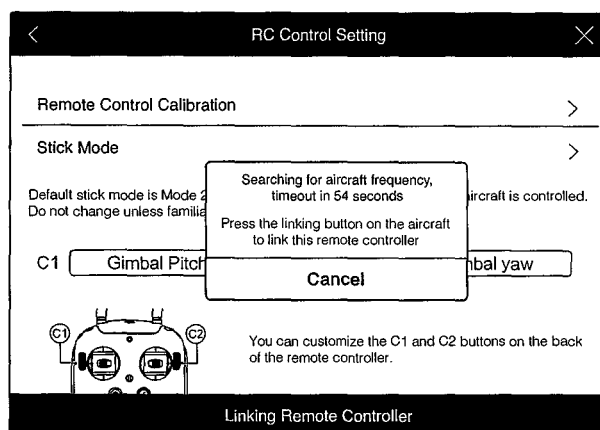 RC Control Setting
Remote Control Calibration
Stick Mode
Default stick mode is Mode 2
ircraft is controlled.
Do not change unless familia
Searching for aircraft frequency,
timeout in 54 seconds
Press the linking button on the aircraft
to link this remote controller
Cancel
C1 Gimbal Pitch
bal yaw
C1
C2
You can customize the C1 and C2 buttons on the back
of the remote controller.
Linking Remote Controller